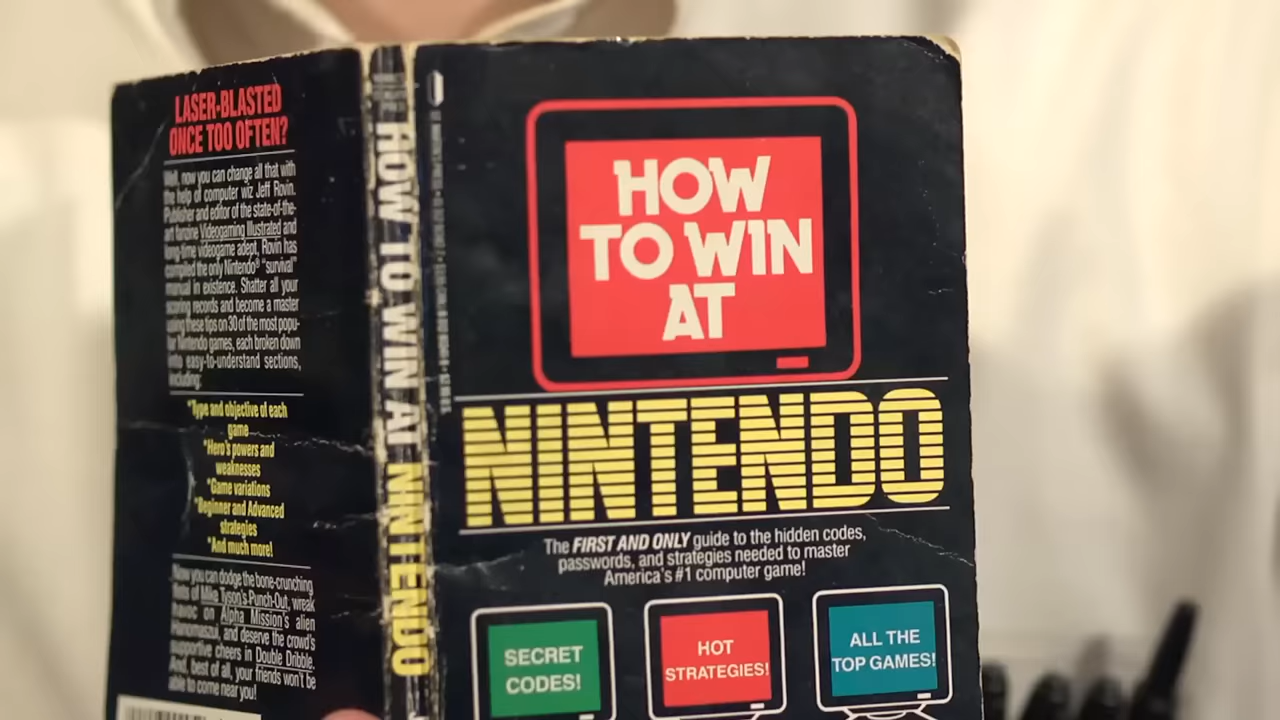 LASER-BLASTED
ONCE TOO OFTEN?
Well, now you can change all that with
the help of computer wiz Jeff Rovin.
Publisher and editor of the state-of-the-
art fanzine Videogaming Illustrated and
long-time videogame adept, Rovin has
compiled the only Nintendo® "survival"
manual in existence. Shatter all your
scoring records and become a master
using these tips on 30 of the most popu-
lar Nintendo games, each broken down
into easy-to-understand sections,
including:
*Type and objective of each
game
*Hero's powers and
weaknesses
*Game variations
*Beginner and Advanced
strategies
*And much more!
Now you can dodge the bone-crunching
fists of Mike Tyson's Punch-Out, wreak
havoc on Alpha Mission's alien
and deserve the crowd's
supportive cheers in Double Dribble.
And, best of all, your friends won't be
able to come near you!
HOW TO WIN AT NINTENDO
HOW
TO WIN
AT
NINTENDO
The FIRST AND ONLY guide to the hidden codes,
passwords, and strategies needed to master
America's #1 computer game!
SECRET
CODES!
HOT
STRATEGIES!
ALL THE
TOP GAMES!